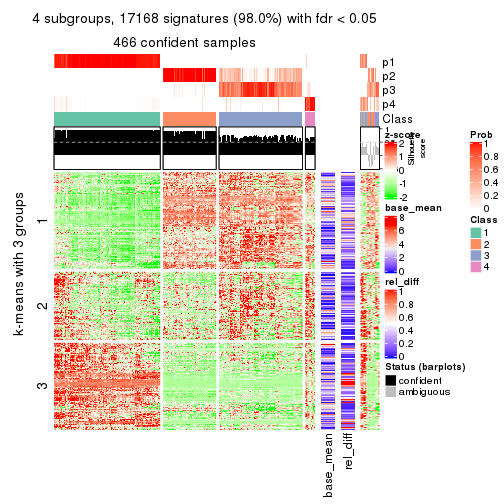 4 subgroups, 17168 signatures (98.0%) with fdr < 0.05
466 confident samples
p1
p2
p3
p4
Class
1
Silhouette
score
k-means with 3 groups
1
2
3
base_mean
rel_diff
z-score
2
1
0
-1
-2
base_mean
8
6
4
2
0
rel_diff
1
0.8
0.6
0.4
0.2
0
Status (barplots)
confident
ambiguous
Prob
1
0.8
0.6
0.4
0.2
0
Class
1
2
3
4